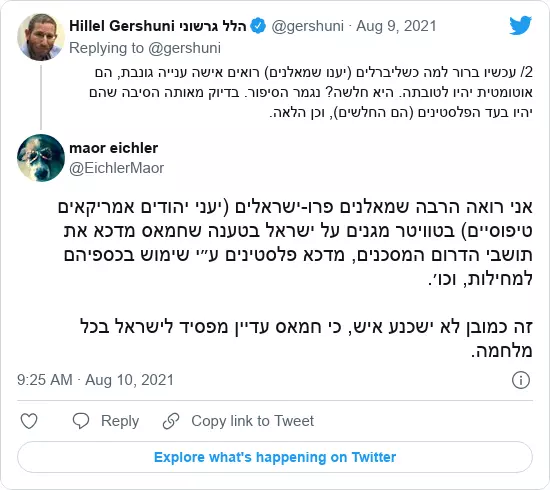 Hillel Gershuni הלל גרשוני @gershuni · Aug 9, 2021
Replying to @gershuni
2/ עכשיו ברור למה כשליברלים (יענו שמאלנים) רואים אישה ענייה גונבת, הם
אוטומטית יהיו לטובתה. היא חלשה? נגמר הסיפור. בדיוק מאותה הסיבה שהם
יהיו בעד הפלסטינים (הם החלשים), וכן הלאה.
maor eichler
@EichlerMaor
אני רואה הרבה שמאלנים פרו-ישראלים (יעני יהודים אמריקאים
טיפוסיים) בטוויטר מגנים על ישראל בטענה שחמאס מדכא את
תושבי הדרום המסכנים, מדכא פלסטינים ע״י שימוש בכספיהם
למחילות, וכו׳.
זה כמובן לא ישכנע איש, כי חמאס עדיין מפסיד לישראל בכל
מלחמה.
9:25 AM · Aug 10, 2021
Reply
Copy link to Tweet
Explore what's happening on Twitter